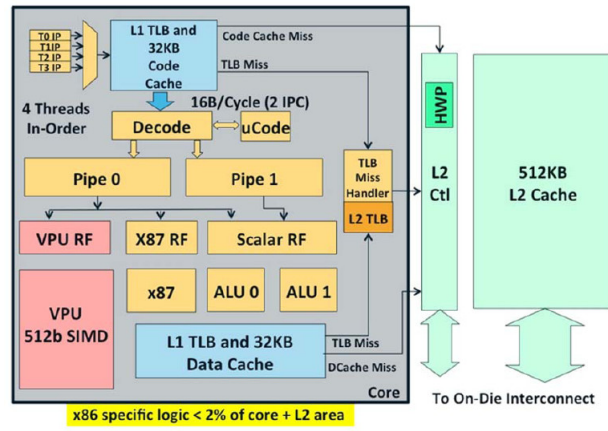 T0 IP
T1IP
T2 IP
T3 IP
L1 TLB and
32KB
Code
Cache
Code Cache Miss
TLB Miss
4 Threads
In-Order
16B/Cycle (2 IPC)
Decode
uCode
Pipe 0
Pipe 1
TLB
Miss
Handler
L2 TLB
HWP
L2
Ctl
512KB
L2 Cache
VPU RF
X87 RF
Scalar RF
VPU
512b SIMD
x87
ALU 0
ALU 1
L1 TLB and 32KB
Data Cache
TLB Miss
DCache Miss
Core
To On-Die Interconnect
x86 specific logic < 2% of core + L2 area